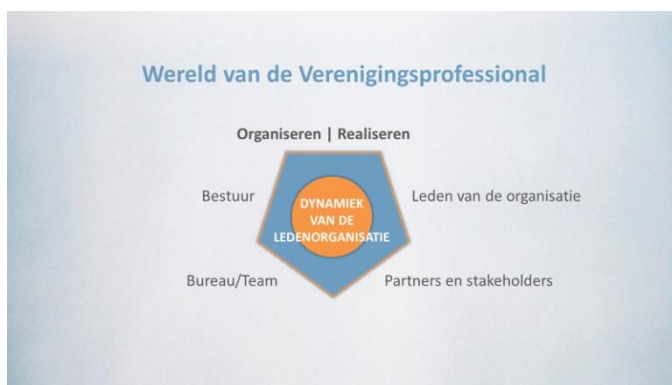 Wereld van de Verenigingsprofessional
Organiseren | Realiseren
Bestuur
Leden van de organisatie
DYNAMIEK
VAN DE
LEDENORGANISATIE
Bureau/Team
Partners en stakeholders